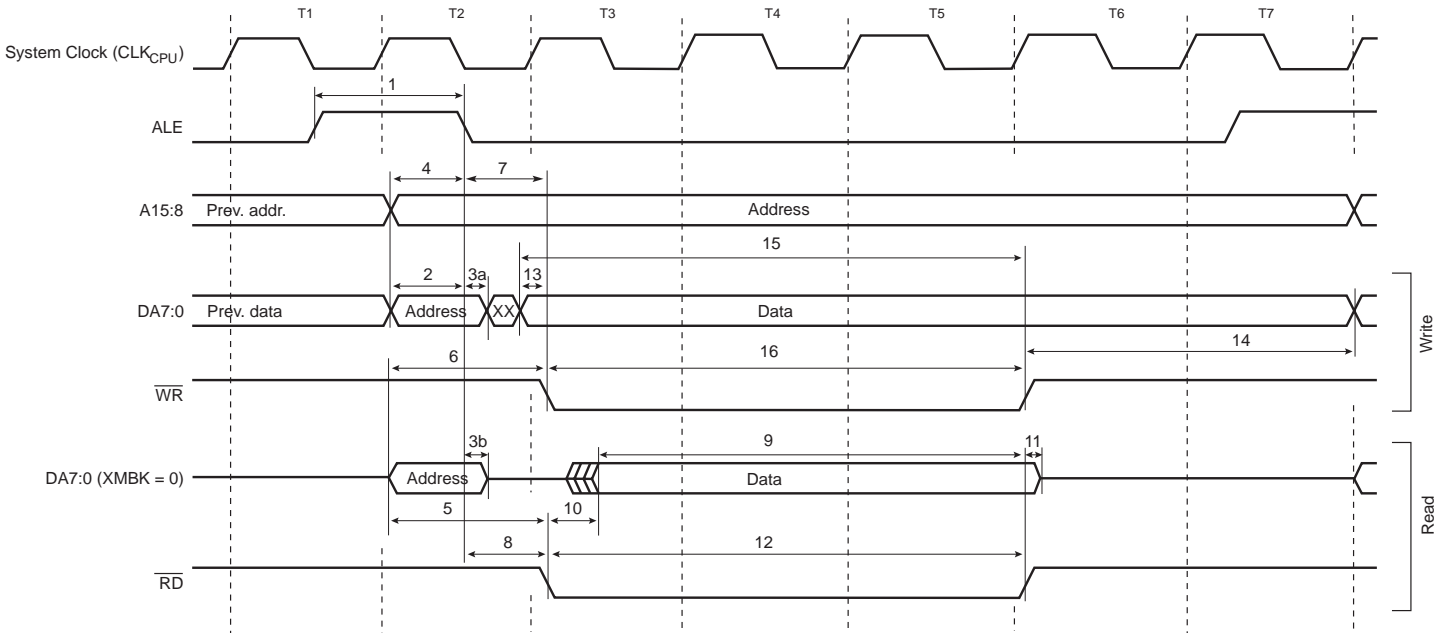 T1 T2 T3 T4 T5 T6 T7
System Clock (CLKCPU)
1
ALE
4 7
A15:8 Prev. addr. Address
15
2 3a 13
DA7:0 Prev. data Address XX Data
Write
14
6 16
WR
3b 9 11
DA7:0 (XMBK = 0) Address Data
Read
5 10
8 12
RD